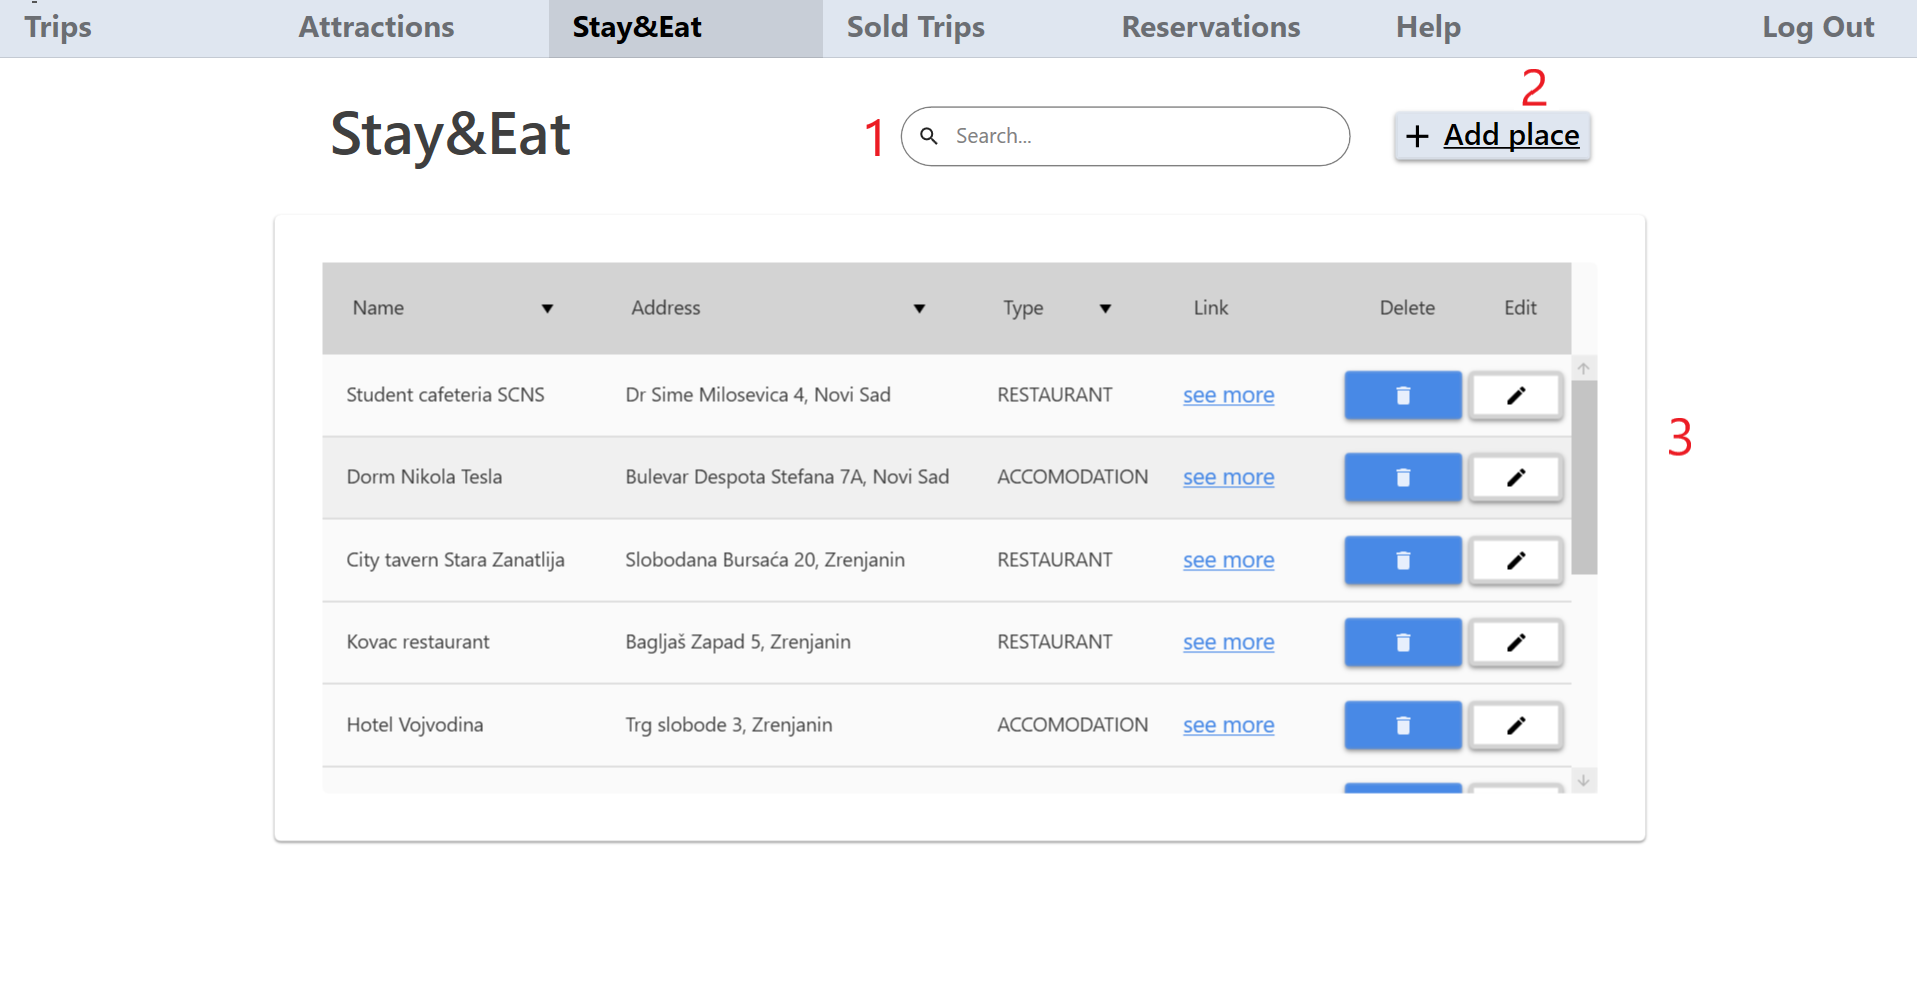 Trips Attractions Stay&Eat Sold Trips Reservations Help Log Out
2
Stay&Eat 1 Search... + Add place
Name Address Type Link Delete Edit
Student cafeteria SCNS Dr Sime Milosevica 4, Novi Sad RESTAURANT see more
3
Dorm Nikola Tesla Bulevar Despota Stefana 7A, Novi Sad ACCOMODATION see more
City tavern Stara Zanatlija Slobodana Bursaća 20, Zrenjanin RESTAURANT see more
Kovac restaurant Bagljaš Zapad 5, Zrenjanin RESTAURANT see more
Hotel Vojvodina Trg slobode 3, Zrenjanin ACCOMODATION see more